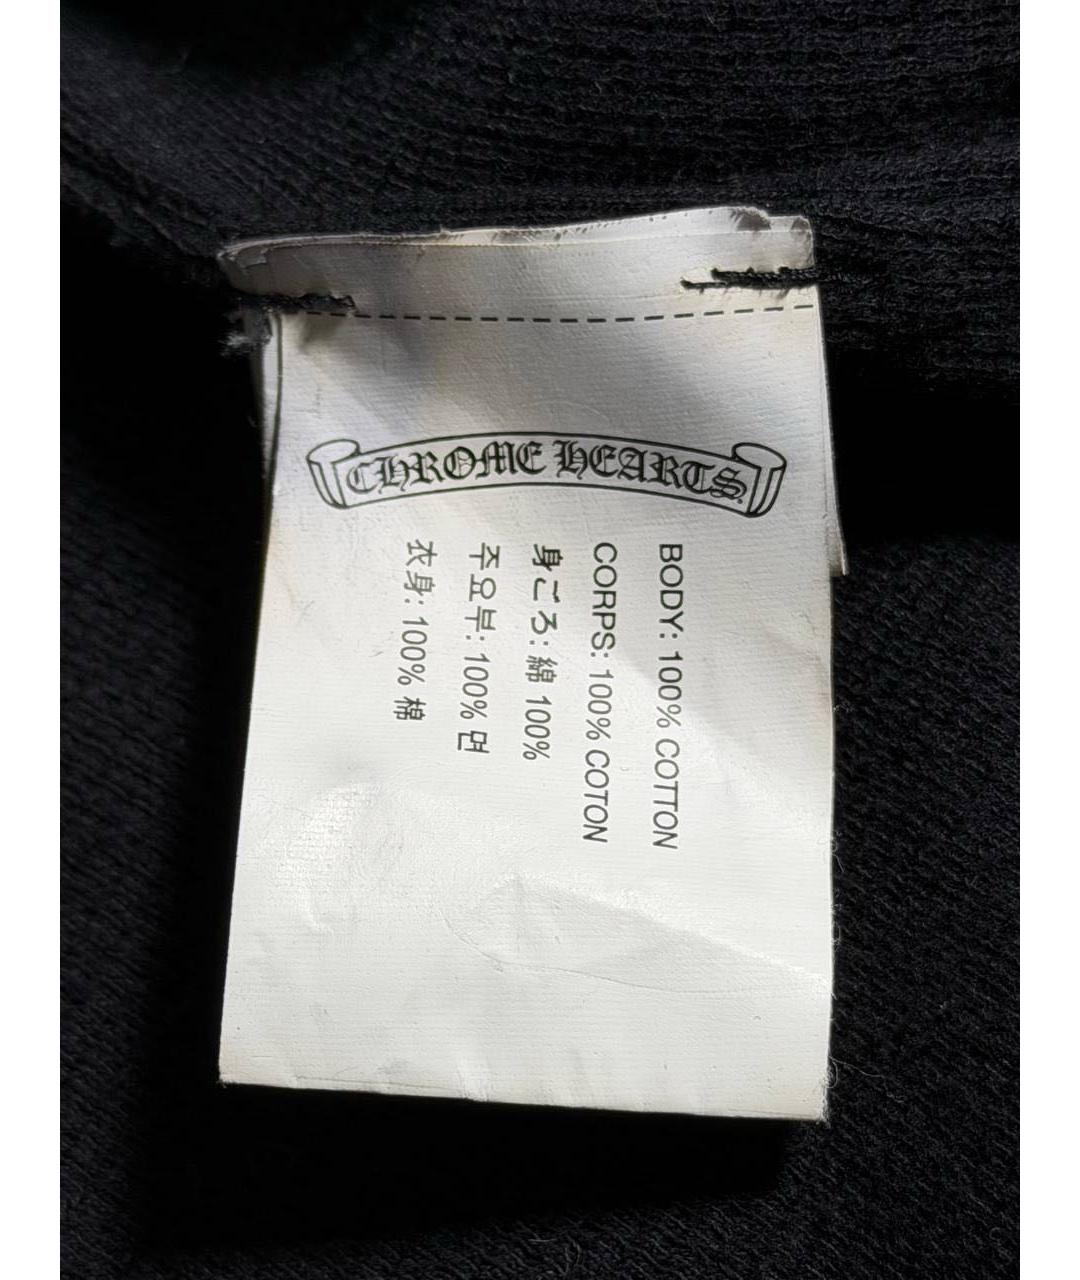 CHROME HEARTS
BODY: 100% COTTON
CORPS: 100% COTON
身ごろ: 綿 100%
주요부: 100% 면
衣身: 100% 棉